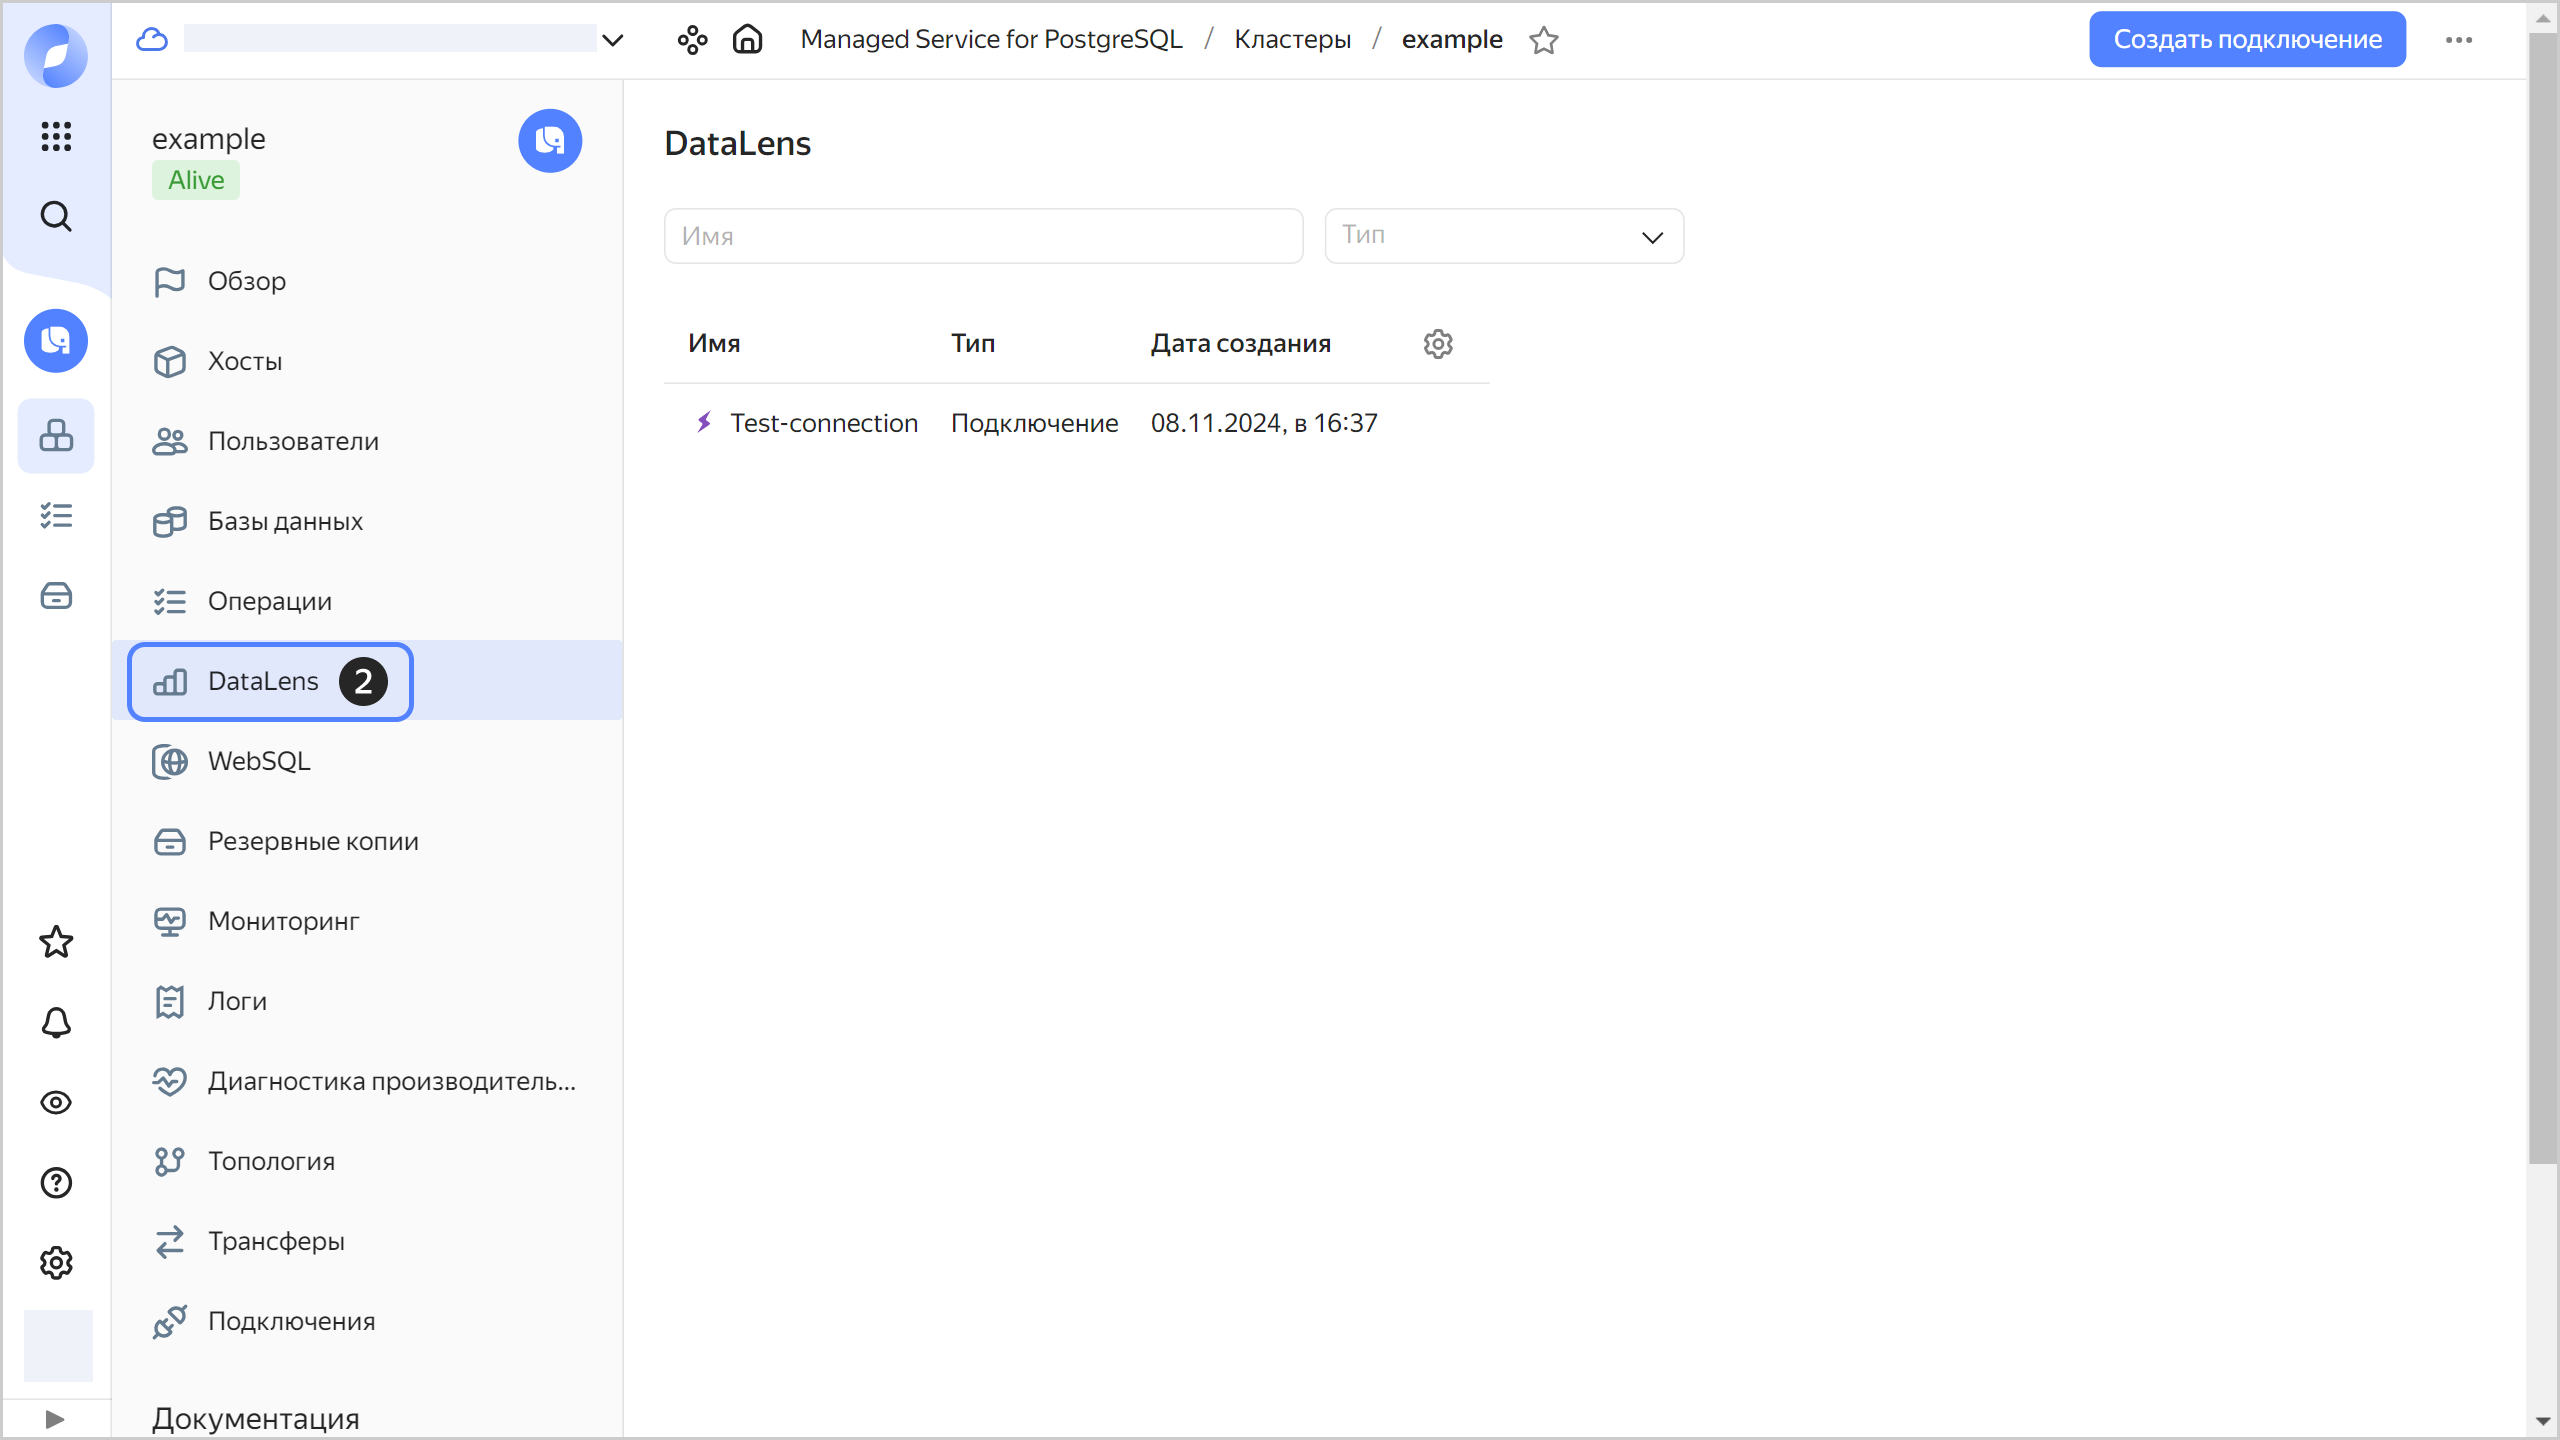 Managed Service for PostgreSQL / Кластеры / example
Создать подключение
example
Alive
Обзор
Хосты
Пользователи
Базы данных
Операции
DataLens 2
WebSQL
Резервные копии
Мониторинг
Логи
Диагностика производитель...
Топология
Трансферы
Подключения
Документация
DataLens
Имя Тип
Имя Тип Дата создания
Test-connection Подключение 08.11.2024, в 16:37